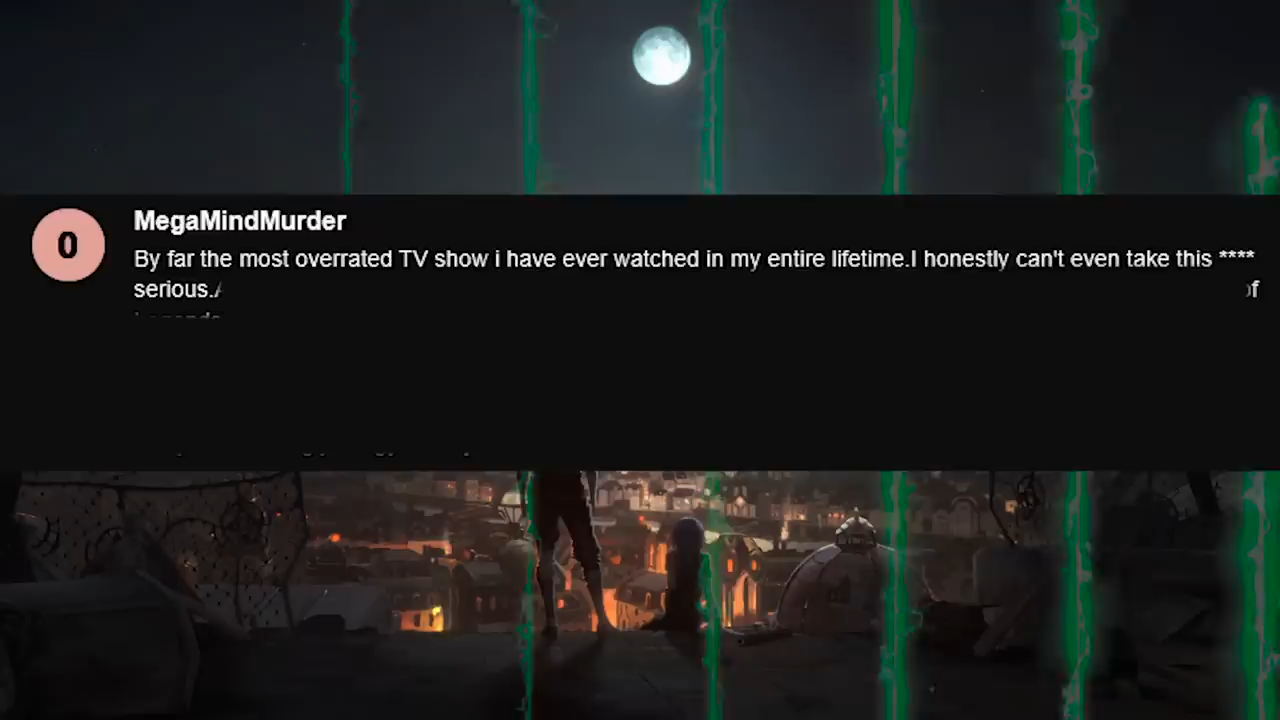 0
MegaMindMurder
By far the most overrated TV show i have ever watched in my entire lifetime.I honestly can't even take this ****
serious.